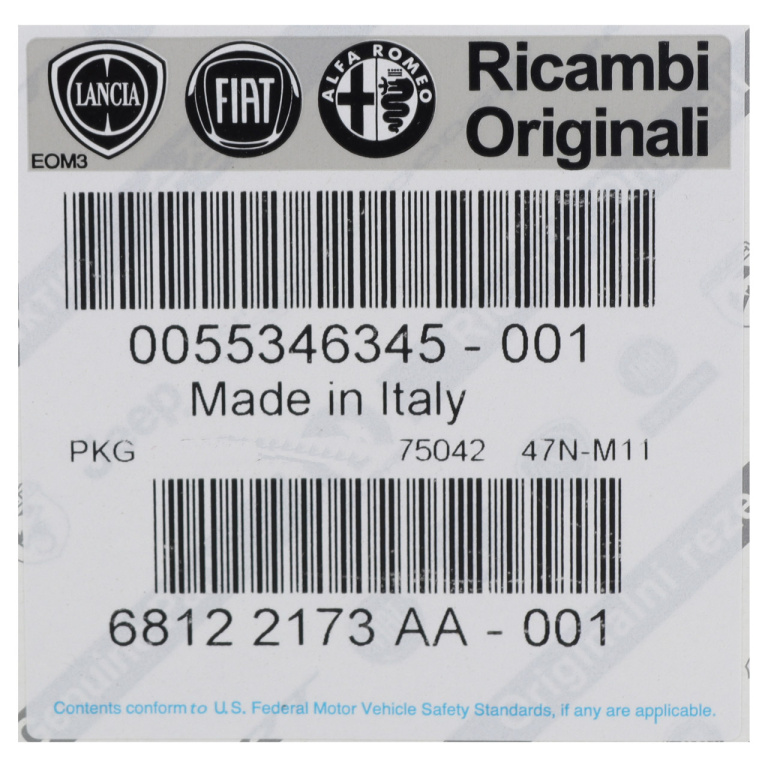 LANCIA FIAT ALFA ROMEO Ricambi
Originali
EOM3
0055346345 - 001
Made in Italy
PKG 75042 47N-M11
6812 2173 AA - 001
Contents conform to U.S. Federal Motor Vehicle Safety Standards, if any are applicable.
Jeep